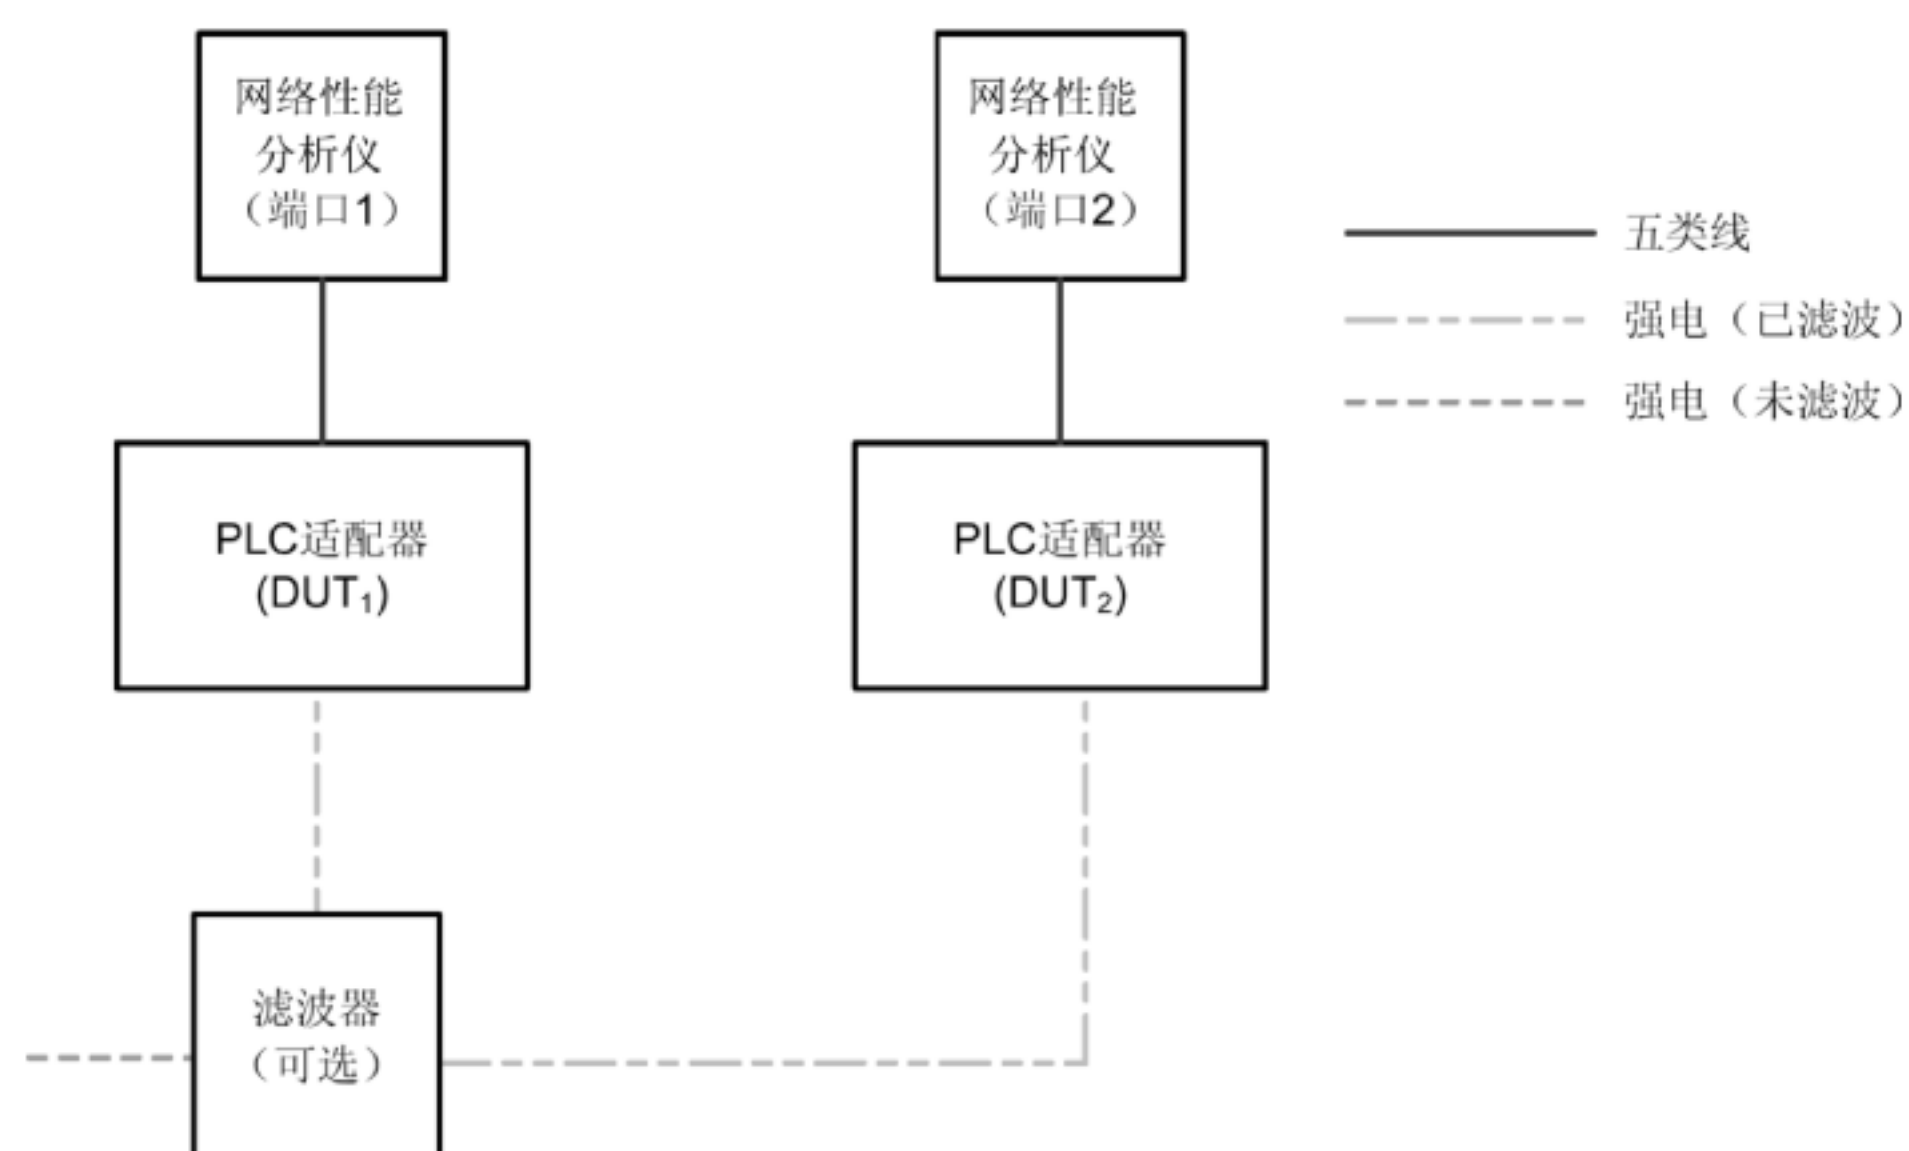 网络性能
分析仪
（端口1）
网络性能
分析仪
（端口2）
五类线
强电（已滤波）
强电（未滤波）
PLC适配器
(DUT₁)
PLC适配器
(DUT₂)
滤波器
（可选）